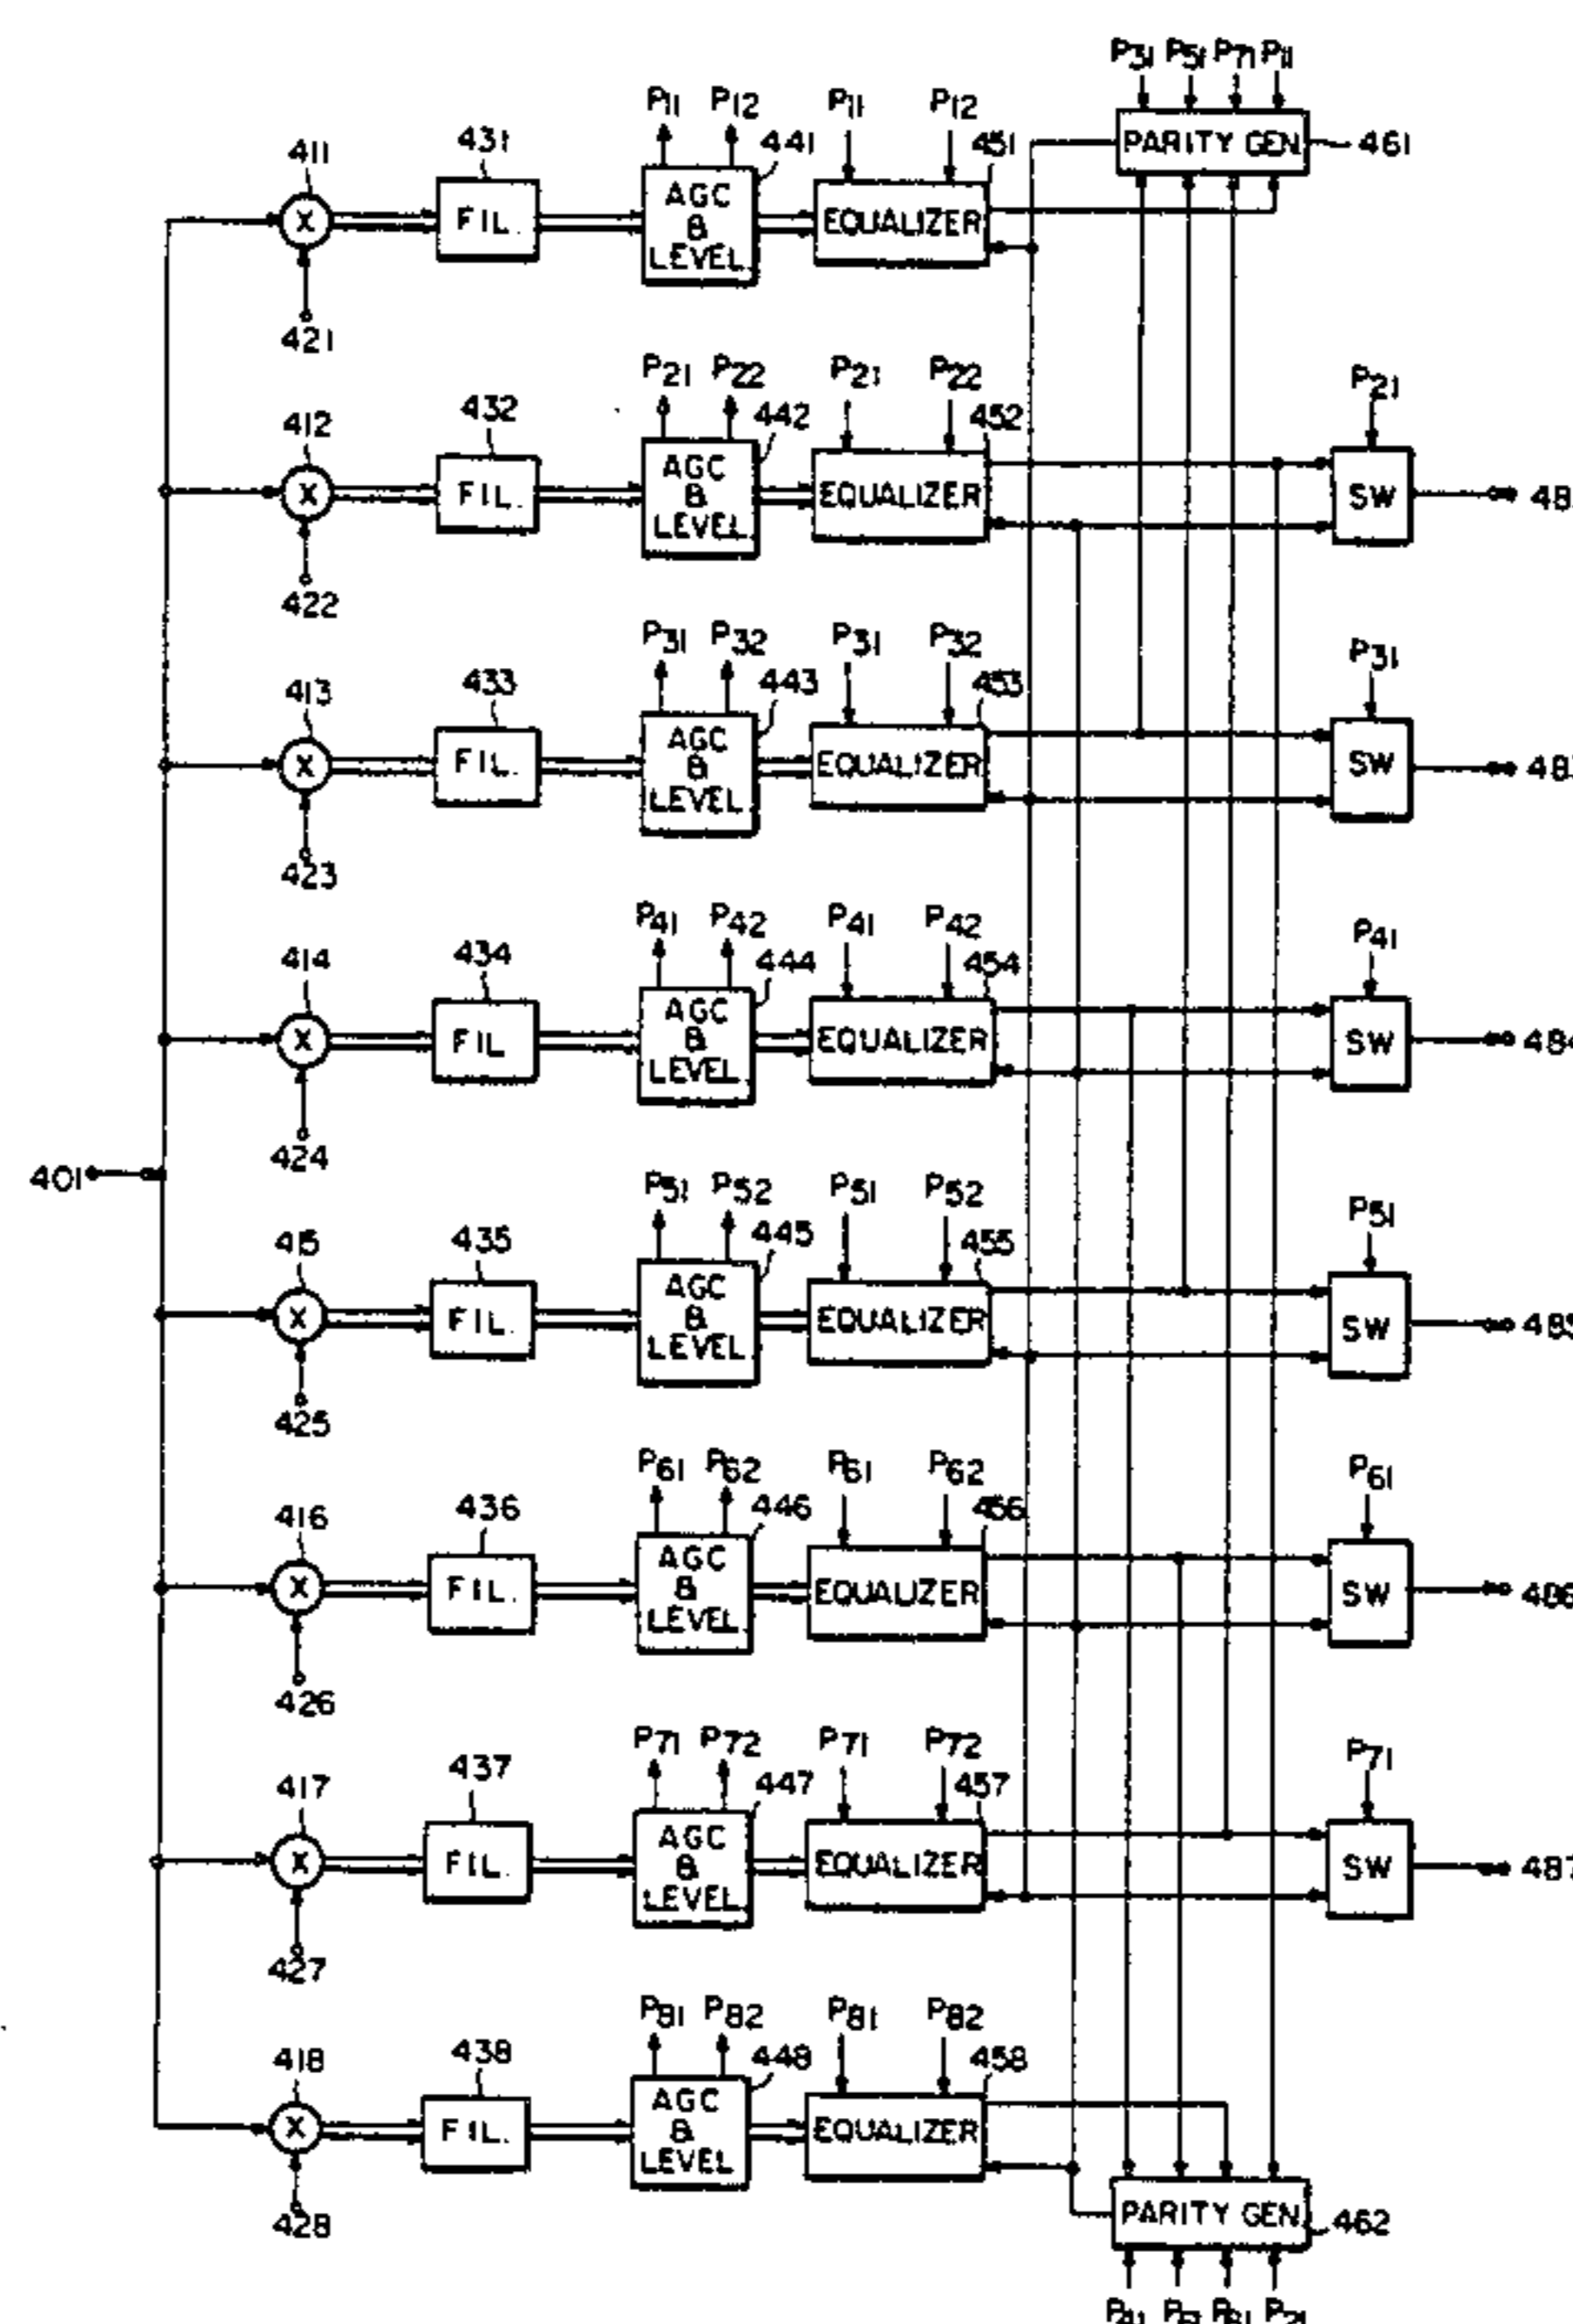 P31 P51 P71 P11
P11 P12 P11 P12
411 431 441 451
X FIL. AGC & LEVEL EQUALIZER PARITY GEN. 461
421
P21 P22 P21 P22 P21
412 432 442 452
X FIL. AGC & LEVEL EQUALIZER SW
422
P31 P32 P31 P32 P31
413 433 443 453
X FIL. AGC & LEVEL EQUALIZER SW
423
P41 P42 P41 P42 P41
414 434 444 454
X FIL AGC & LEVEL EQUALIZER SW 484
424
401
P51 P52 P51 P52 P51
415 435 445 455
X FIL. AGC & LEVEL EQUALIZER SW 485
425
P61 P62 P61 P62 P61
416 436 446 456
X FIL. AGC & LEVEL EQUALIZER SW 486
426
P71 P72 P71 P72 P71
417 437 447 457
X FIL. AGC & LEVEL EQUALIZER SW 487
427
P81 P82 P81 P82
418 438 448 458
X FIL. AGC & LEVEL EQUALIZER
428
PARITY GEN. 462